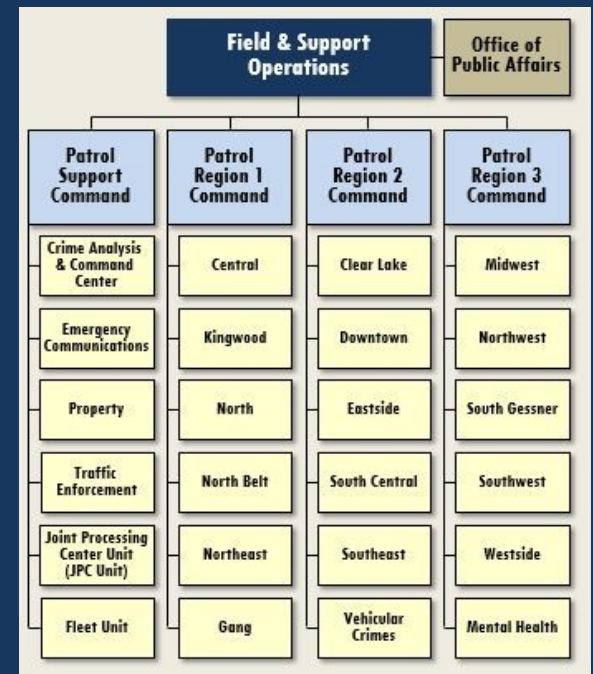 Field & Support
Operations
Office of
Public Affairs
Patrol
Support
Command
Patrol
Region 1
Command
Patrol
Region 2
Command
Patrol
Region 3
Command
Crime Analysis
& Command
Center
Central
Clear Lake
Midwest
Emergency
Communications
Kingwood
Downtown
Northwest
Property
North
Eastside
South Gessner
Traffic
Enforcement
North Belt
South Central
Southwest
Joint Processing
Center Unit
(JPC Unit)
Northeast
Southeast
Westside
Fleet Unit
Gang
Vehicular
Crimes
Mental Health